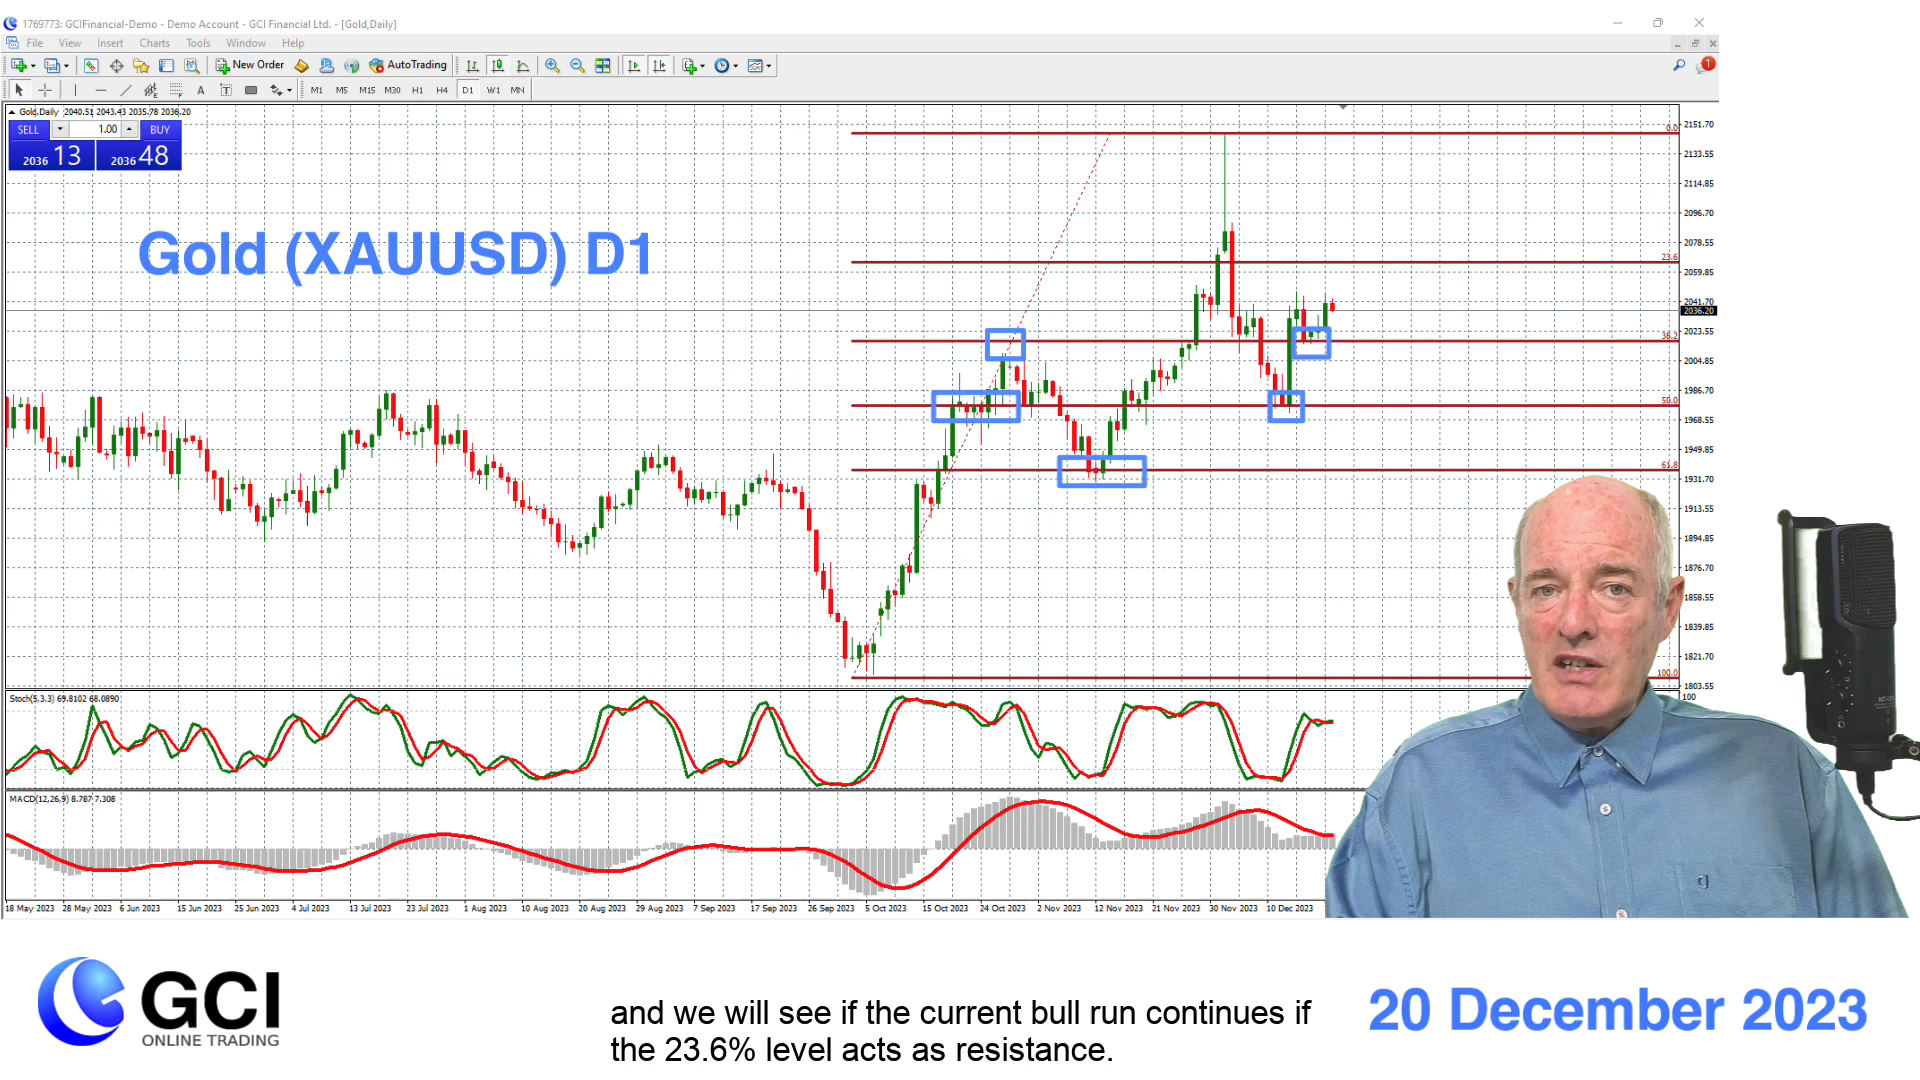 1769773: GCIFinancial-Demo - Demo Account - GCI Financial Ltd. - [Gold,Daily]
File View Insert Charts Tools Window Help
New Order AutoTrading 1
A T M1 M5 M15 M30 H1 H4 D1 W1 MN
Gold,Daily 2040.51 2043.43 2035.78 2036.20
SELL 1.00 BUY
2036 13 2036 48
Gold (XAUUSD) D1
0.0
23.6
38.2
50.0
61.8
100.0
2151.70
2133.55
2114.85
2096.70
2078.55
2059.85
2041.70
2036.20
2023.55
2004.85
1986.70
1968.55
1949.85
1931.70
1913.55
1894.85
1876.70
1858.55
1839.85
1821.70
1803.55
100
Stoch(5,3,3) 69.8102 68.0890
MACD(12,26,9) 8.787 7.308
18 May 2023 28 May 2023 6 Jun 2023 15 Jun 2023 25 Jun 2023 4 Jul 2023 13 Jul 2023 23 Jul 2023 1 Aug 2023 10 Aug 2023 20 Aug 2023 29 Aug 2023 7 Sep 2023 17 Sep 2023 26 Sep 2023 5 Oct 2023 15 Oct 2023 24 Oct 2023 2 Nov 2023 12 Nov 2023 21 Nov 2023 30 Nov 2023 10 Dec 2023
GCI
ONLINE TRADING
and we will see if the current bull run continues if
the 23.6% level acts as resistance.
20 December 2023